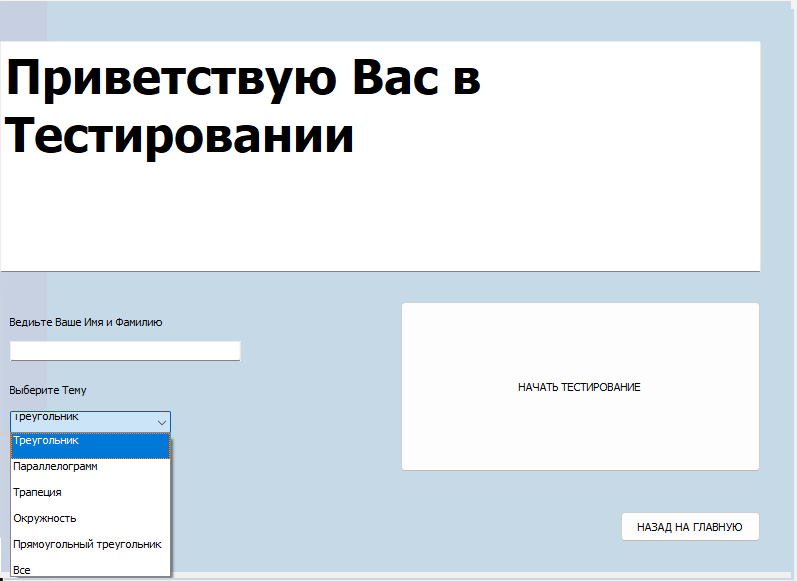 Приветствую Вас в
Тестировании
Ведиьте Ваше Имя и Фамилию
НАЧАТЬ ТЕСТИРОВАНИЕ
Выберите Тему
Треугольник
Треугольник
Параллелограмм
Трапеция
Окружность
Прямоугольный треугольник
Все
НАЗАД НА ГЛАВНУЮ